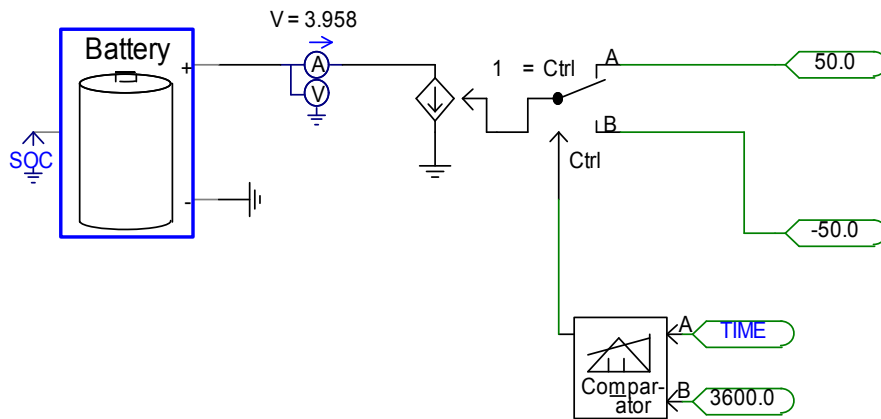 V = 3.958
Battery
+
A
V
1 = Ctrl
A
50.0
B
SOC
Ctrl
-
-50.0
A
TIME
Compar-
ator
B
3600.0